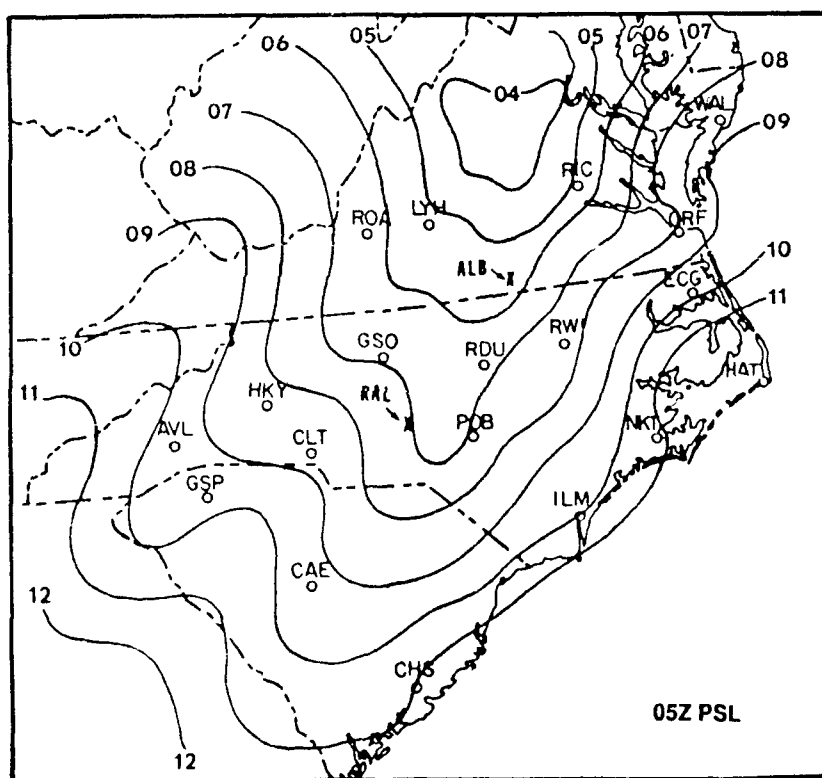 06 05 05 06 07
08
07 04
WAL
08 09
RIC
LYH
ROA ORF
09
ALB x 10
ECG
11
10 GSO RW
RDU HAT
11 HKY RAL
x
AVL CLT POB NKT
GSP ILM
CAE
12
CHS
05Z PSL
12